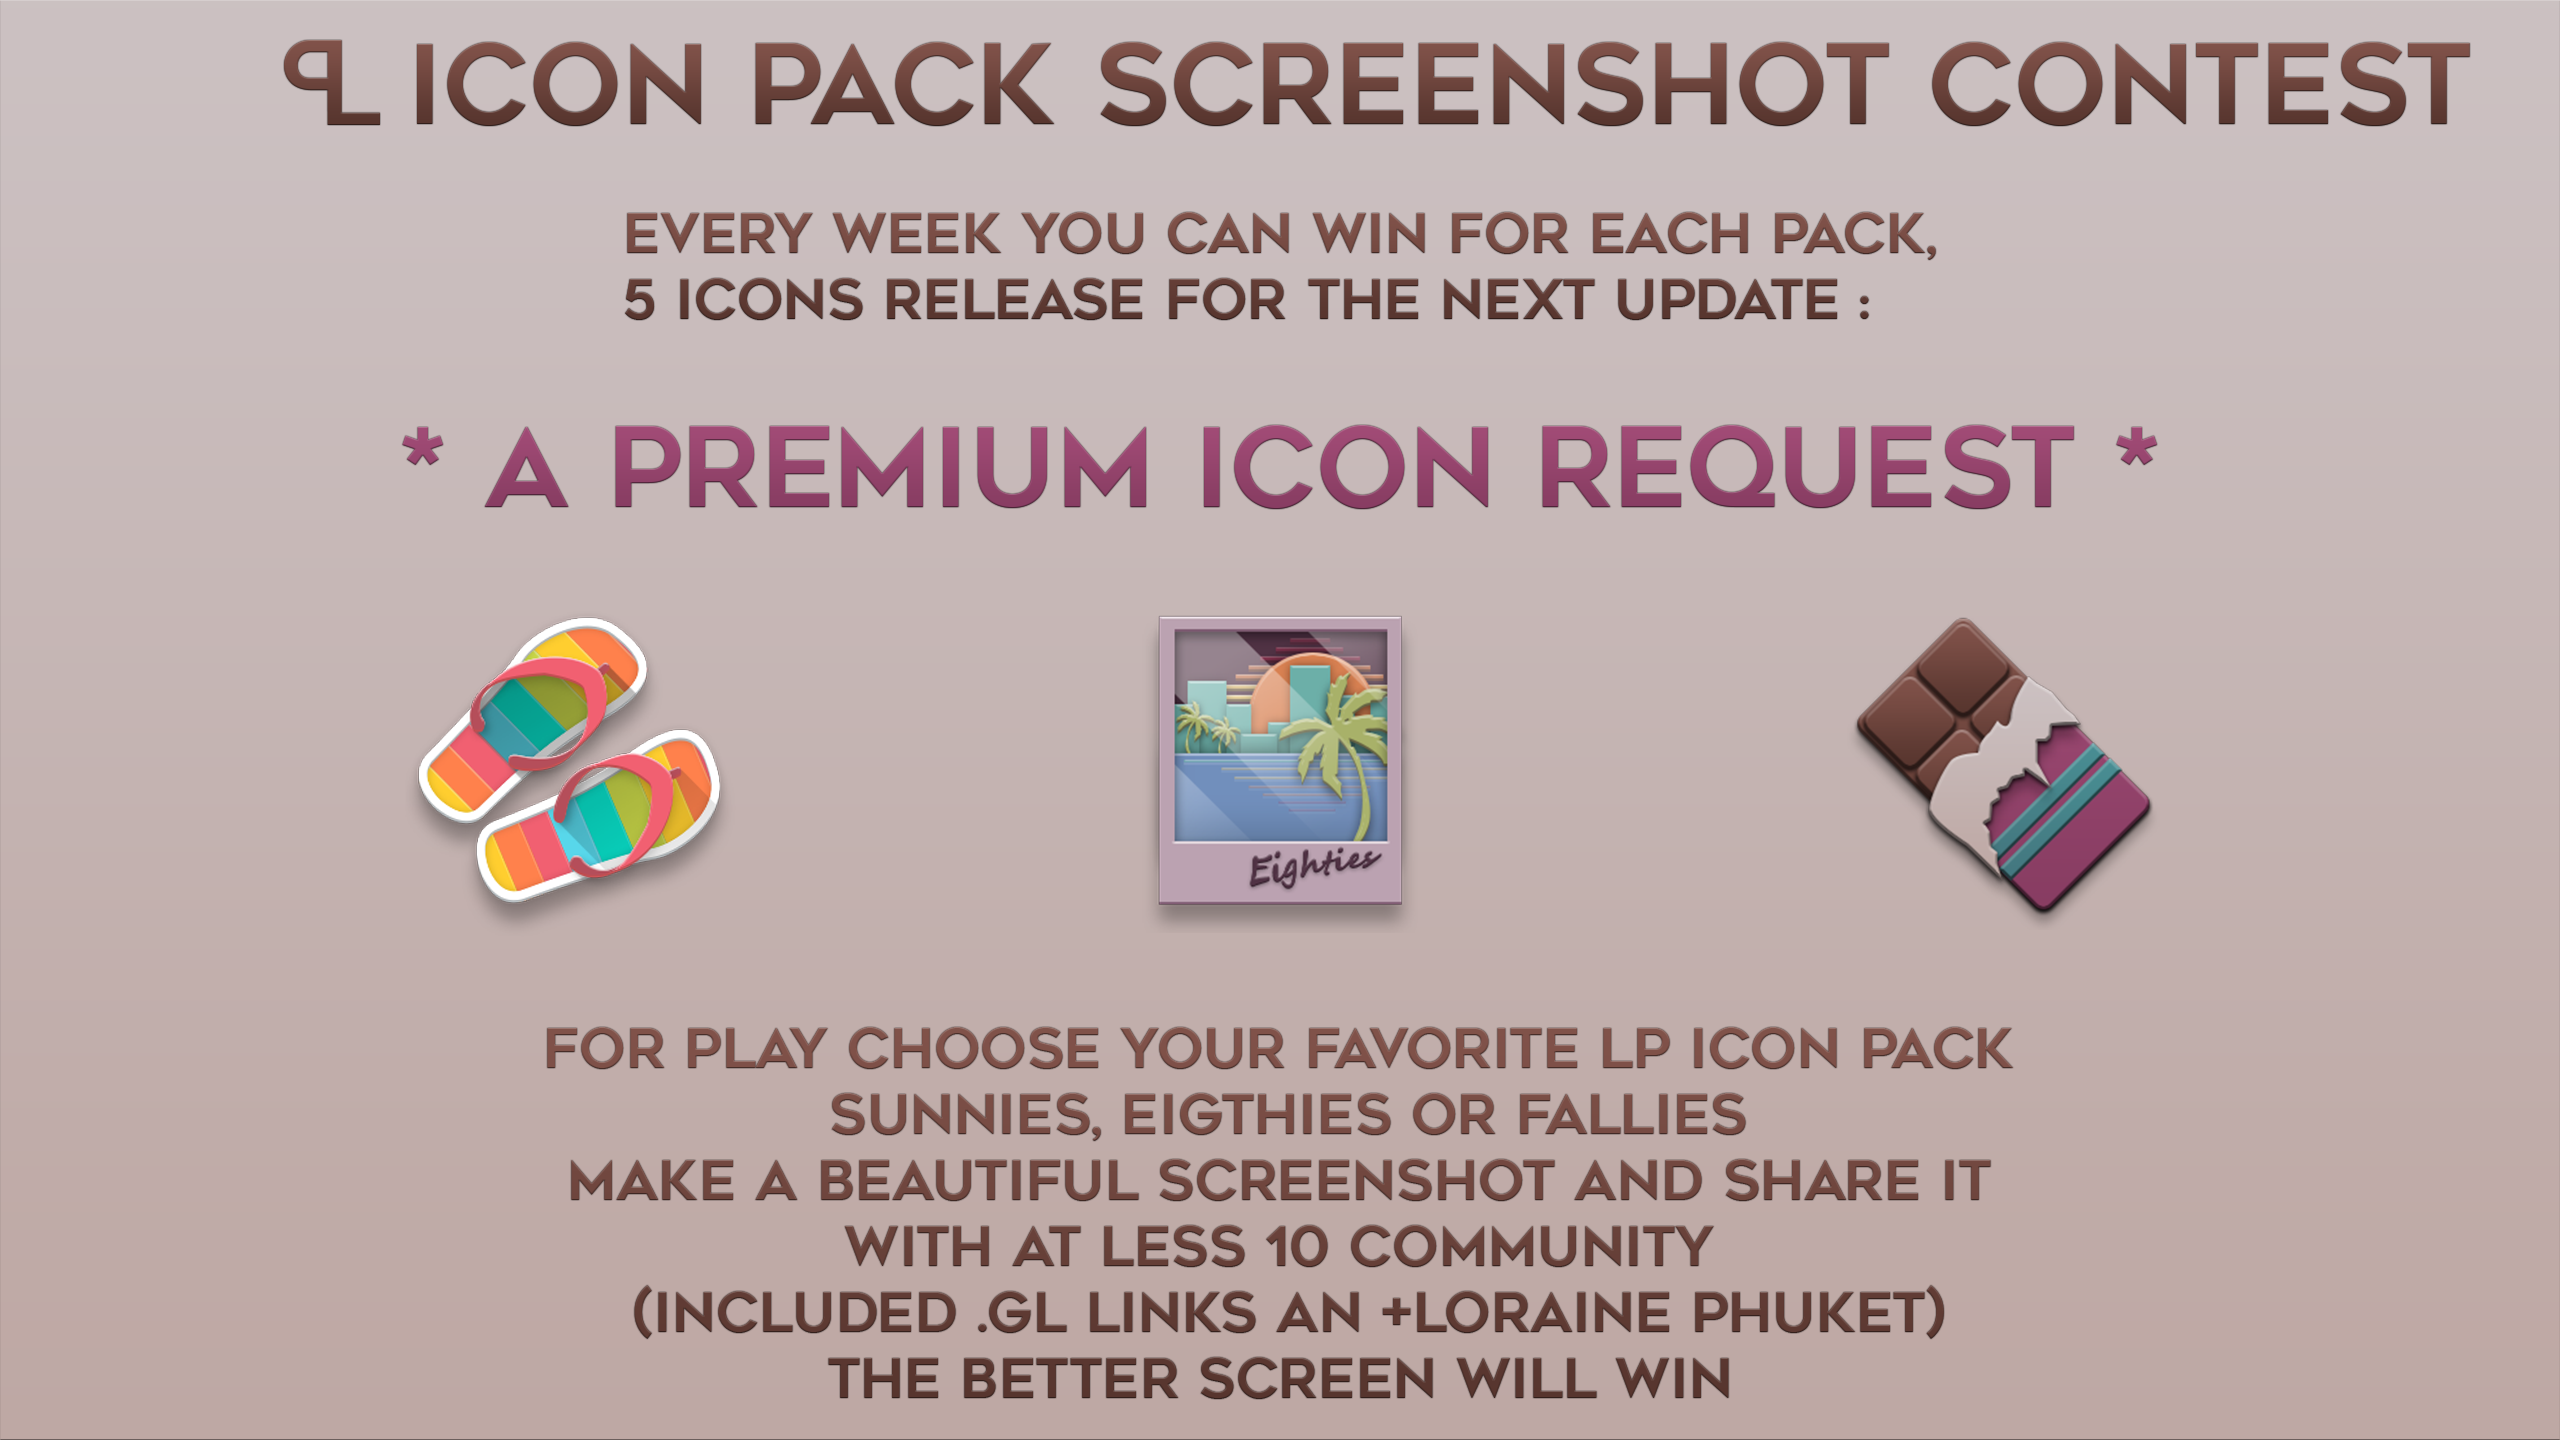 LP ICON PACK SCREENSHOT CONTEST
EVERY WEEK YOU CAN WIN FOR EACH PACK,
5 ICONS RELEASE FOR THE NEXT UPDATE :
* A PREMIUM ICON REQUEST *
Eighties
FOR PLAY CHOOSE YOUR FAVORITE LP ICON PACK
SUNNIES, EIGTHIES OR FALLIES
MAKE A BEAUTIFUL SCREENSHOT AND SHARE IT
WITH AT LESS 10 COMMUNITY
(INCLUDED .GL LINKS AN +LORAINE PHUKET)
THE BETTER SCREEN WILL WIN